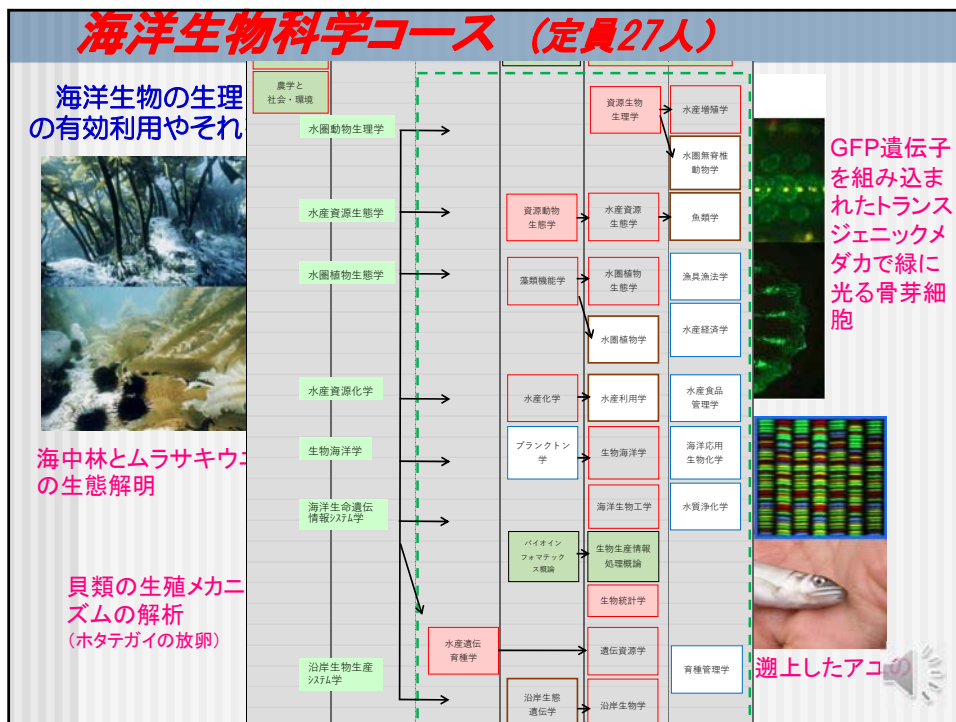 海洋生物科学コース (定員27人)
海洋生物の生理
の有効利用やそれ
海中林とムラサキウニ
の生態解明
貝類の生殖メカニ
ズムの解析
(ホタテガイの放卵)
農学と
社会・環境
水圏動物生理学
水産資源生態学
水圏植物生態学
水産資源化学
生物海洋学
海洋生命遺伝
情報システム学
沿岸生物生産
システム学
資源生物
生理学
水産増殖学
水圏無脊椎
動物学
資源動物
生態学
水産資源
生態学
魚類学
藻類機能学
水圏植物
生態学
漁具漁法学
水圏植物学
水産経済学
水産化学
水産利用学
水産食品
管理学
プランクトン
学
生物海洋学
海洋応用
生物化学
海洋生物工学
水質浄化学
バイオイン
フォマテック
ス概論
生物生産情報
処理概論
生物統計学
水産遺伝
育種学
遺伝資源学
育種管理学
沿岸生態
遺伝学
沿岸生物学
GFP遺伝子
を組み込ま
れたトランス
ジェニックメ
ダカで緑に
光る骨芽細
胞
遡上したアユの